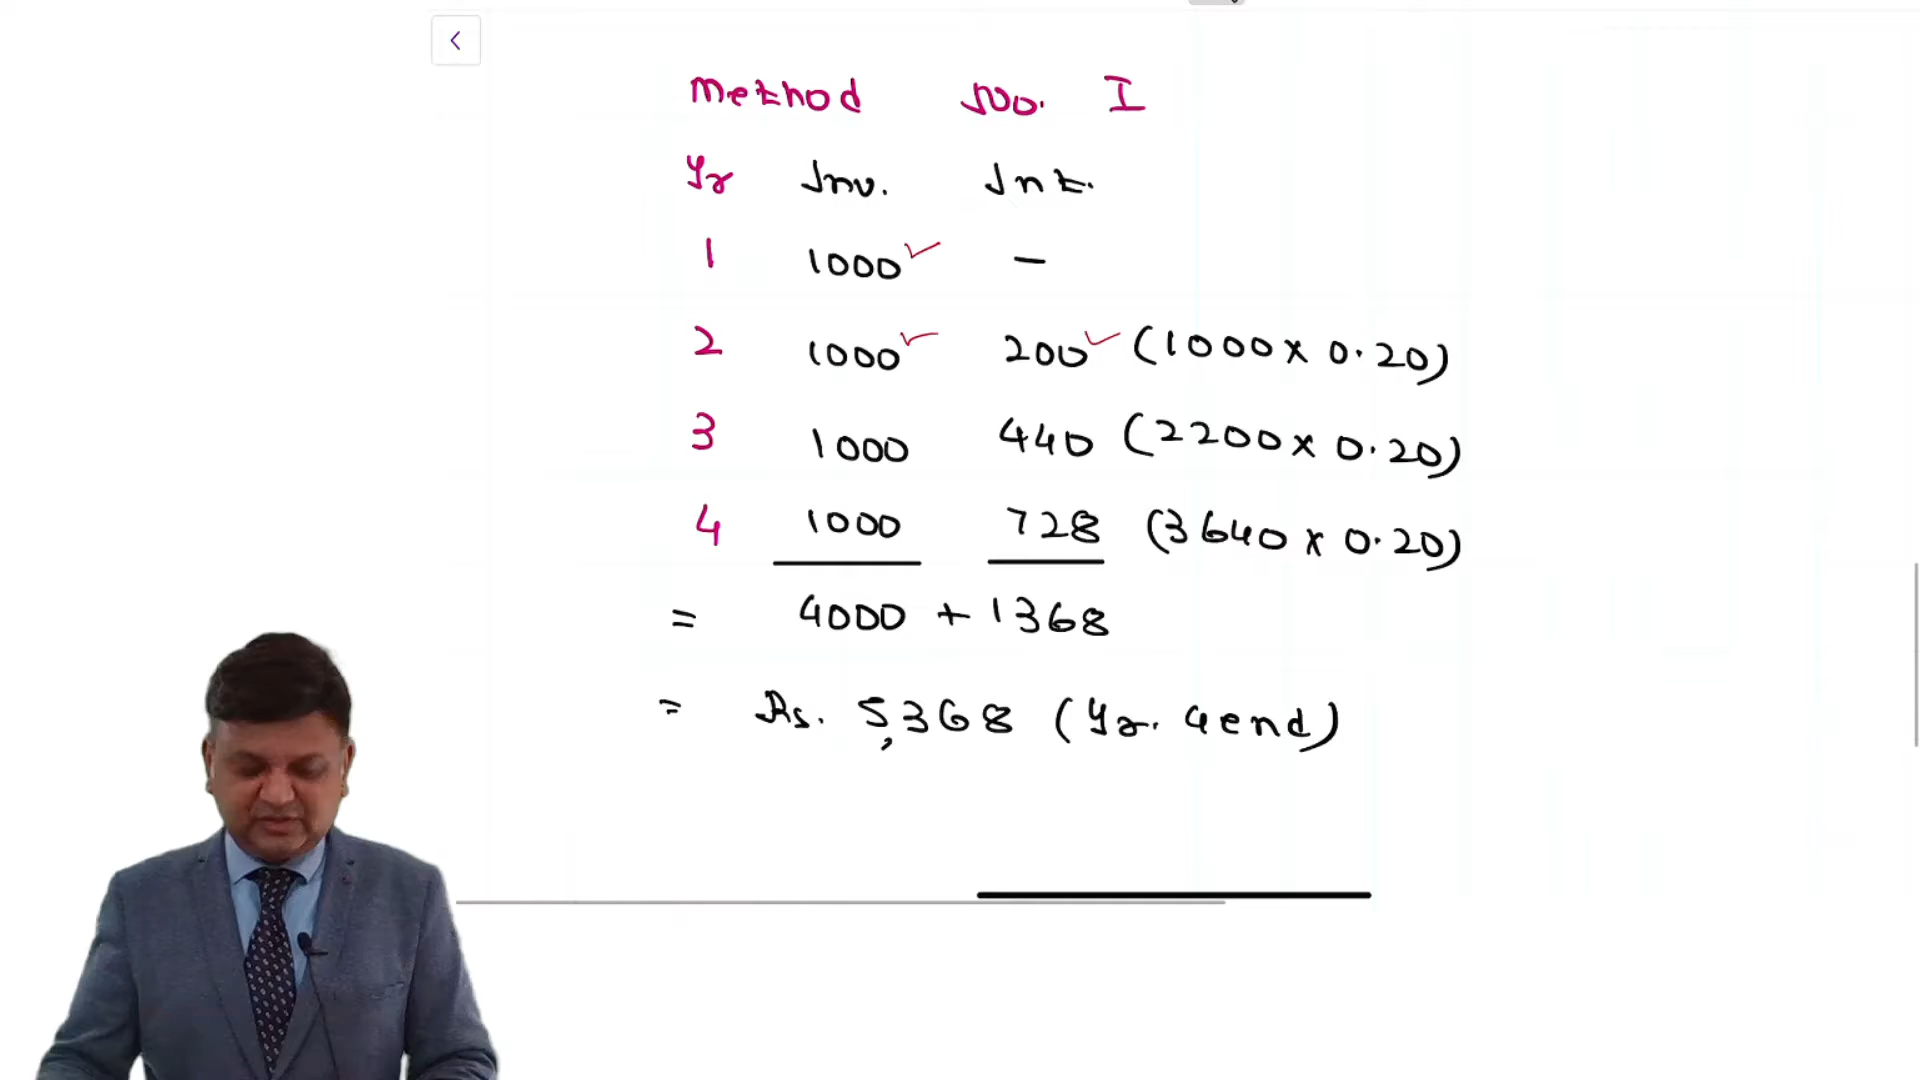 Method No. I
Yr Inv. Int.
1 1000 -
2 1000 200 (1000 x 0.20)
3 1000 440 (2200 x 0.20)
4 1000 728 (3640 x 0.20)
= 4000 + 1368
= Rs. 5,368 (Yr. 4 end)